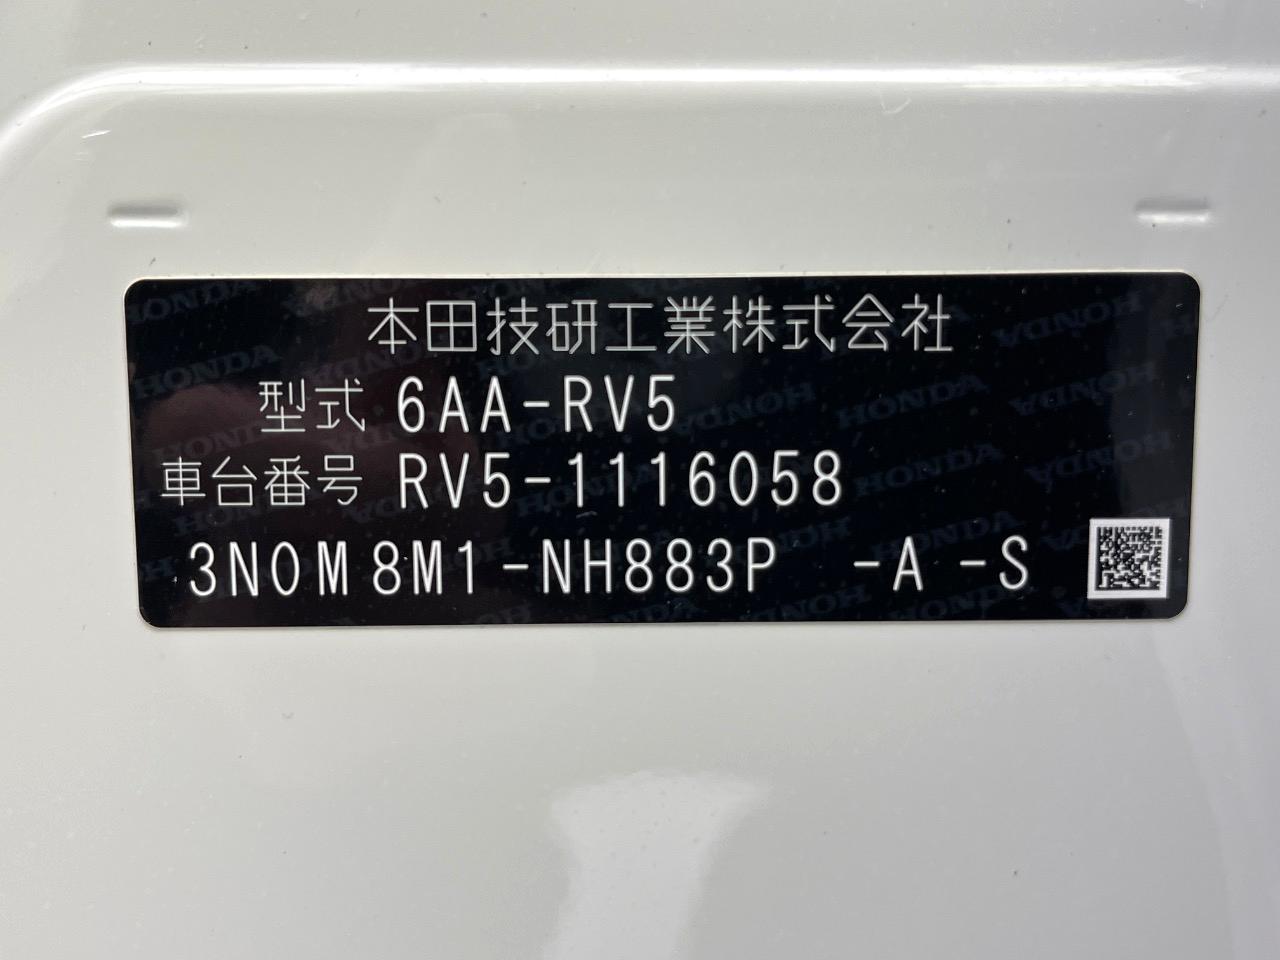 本田技研工業株式会社
型式 6AA-RV5
車台番号 RV5-1116058
3N0M 8M1 -NH883P -A -S